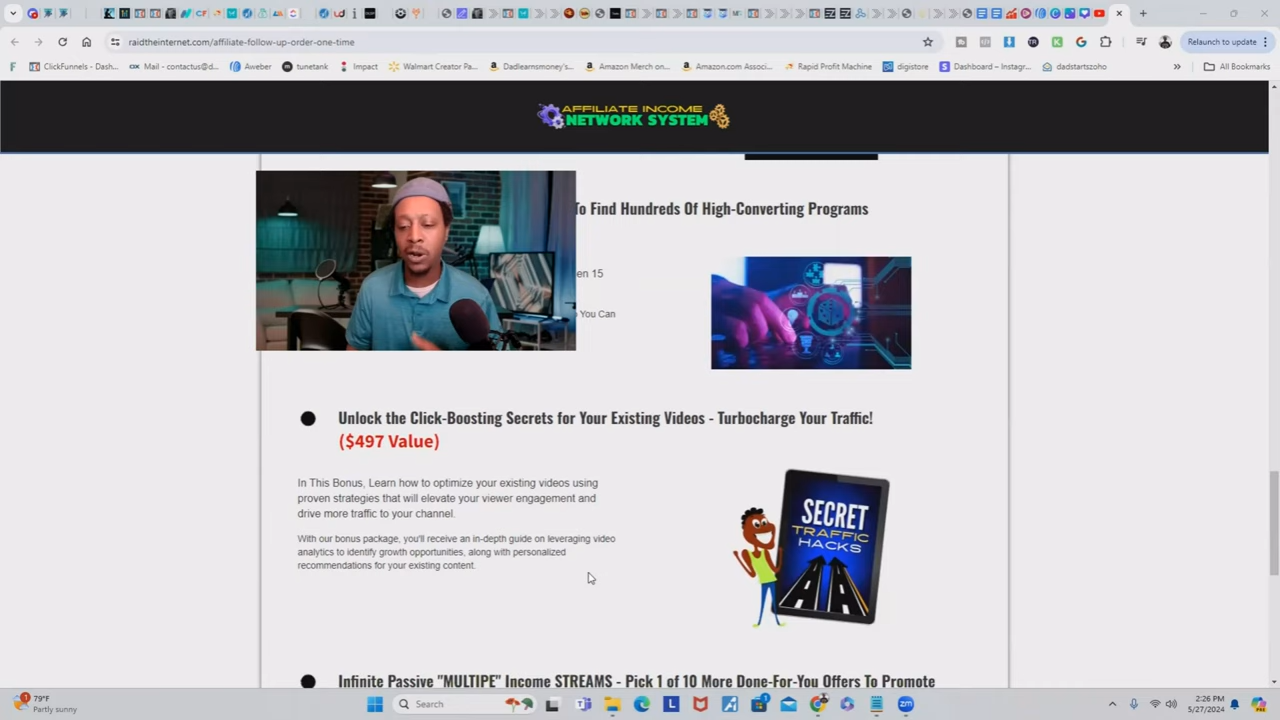 raidtheinternet.com/affiliate-follow-up-order-one-time
Relaunch to update
ClickFunnels - Dash...
Mail - contactus@d...
Aweber
tunetank
Impact
Walmart Creator Pa...
Dadlearnsmoney's...
Amazon Merch on...
Amazon.com Associ...
Rapid Profit Machine
digistore
Dashboard – Instagr...
dadstartszoho
All Bookmarks
AFFILIATE INCOME
NETWORK SYSTEM
To Find Hundreds Of High-Converting Programs
en 15
You Can
Unlock the Click-Boosting Secrets for Your Existing Videos - Turbocharge Your Traffic!
($497 Value)
In This Bonus, Learn how to optimize your existing videos using
proven strategies that will elevate your viewer engagement and
drive more traffic to your channel.
With our bonus package, you'll receive an in-depth guide on leveraging video
analytics to identify growth opportunities, along with personalized
recommendations for your existing content.
SECRET
TRAFFIC
HACKS
Infinite Passive "MULTIPE" Income STREAMS - Pick 1 of 10 More Done-For-You Offers To Promote
79°F
Partly sunny
Search
2:26 PM
5/27/2024